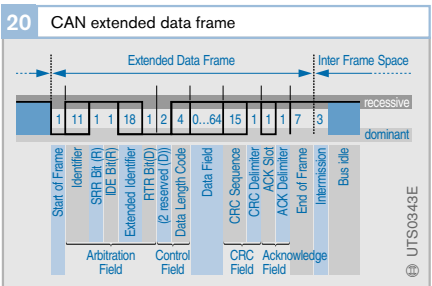 20 CAN extended data frame
Extended Data Frame Inter Frame Space
recessive
1 11 1 1 18 1 2 4 0...64 15 1 1 1 7 3
dominant
Start of Frame
Identifier
SRR Bit(R)
IDE Bit(R)
Extended Identifier
RTR Bit(D)
(2 reserved (D))
Data Length Code
Data Field
CRC Sequence
CRC Delimiter
ACK Slot
ACK Delimiter
End of Frame
Intermission
Bus idle
Arbitration Field
Control Field
CRC Field
Acknowledge Field
UTS0343E